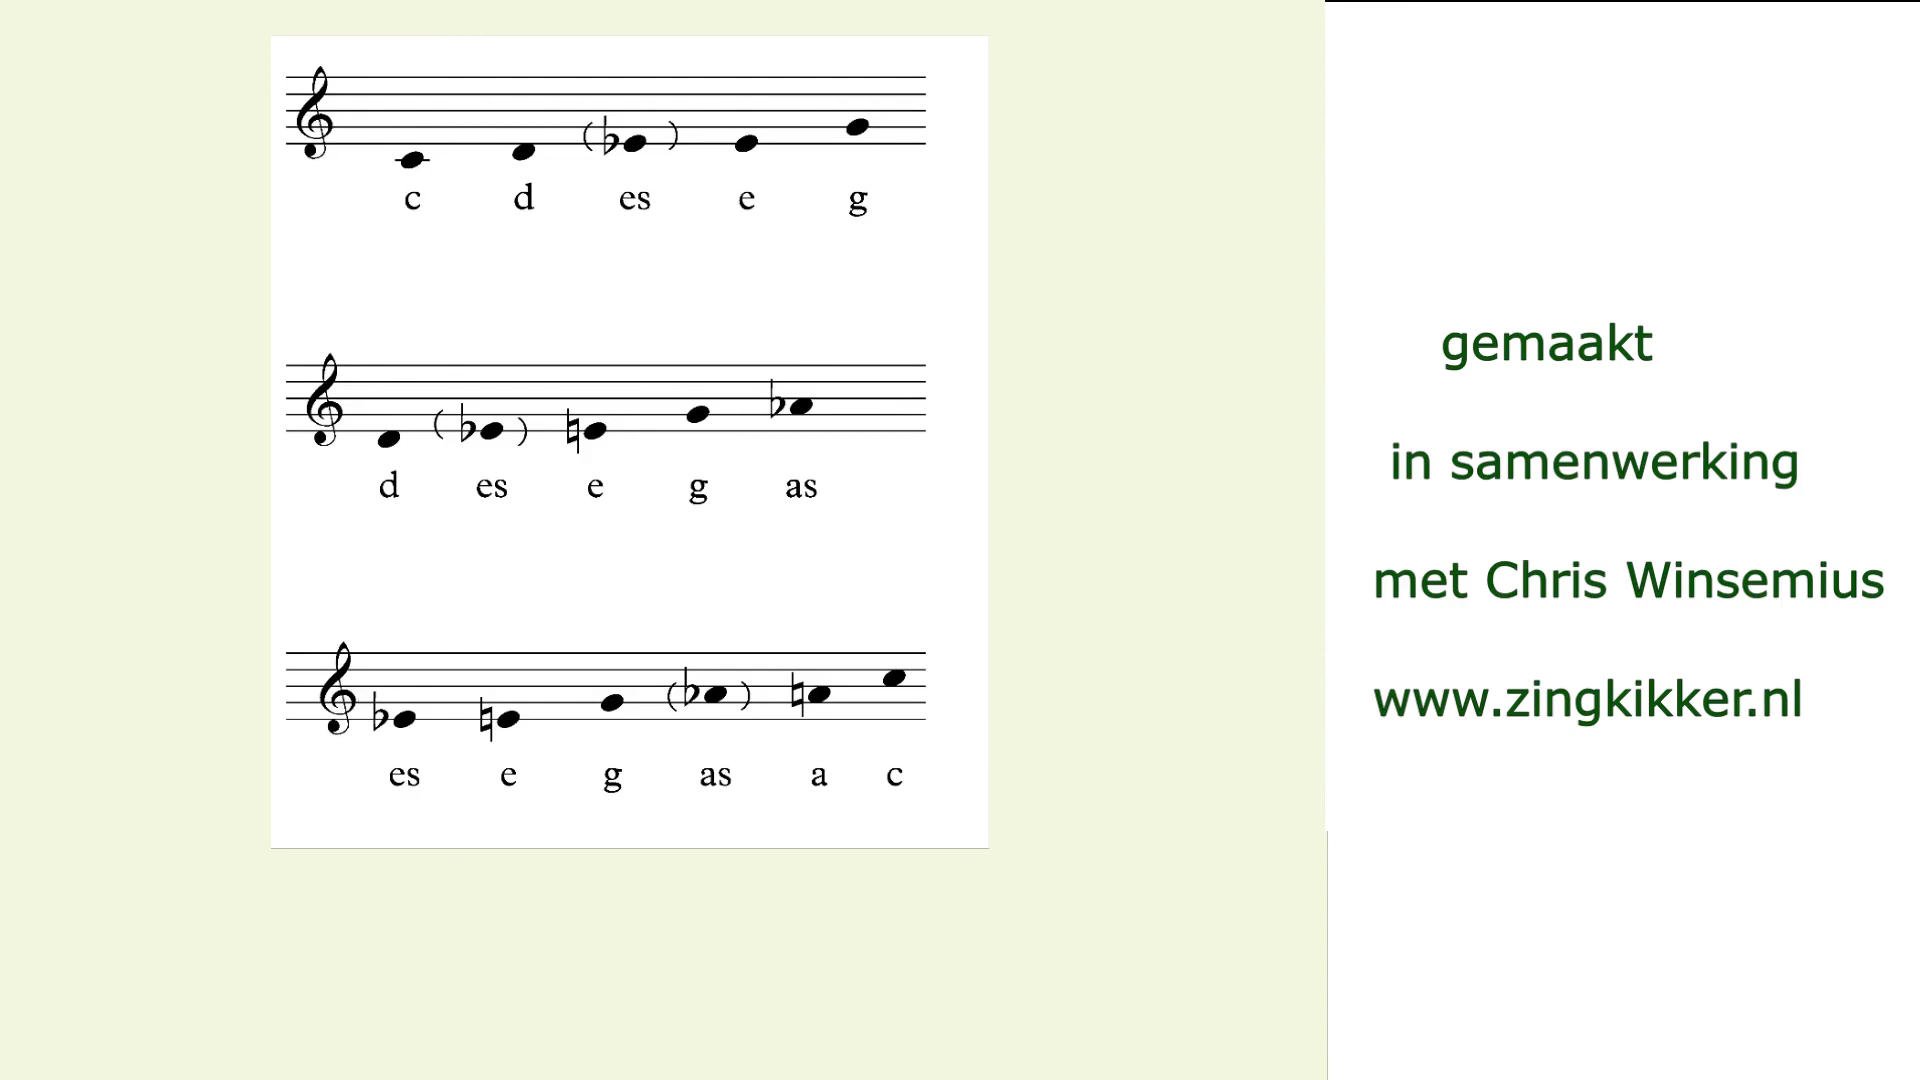 c d es e g
d es e g as
es e g as a c
gemaakt
in samenwerking
met Chris Winsemius
www.zingkikker.nl